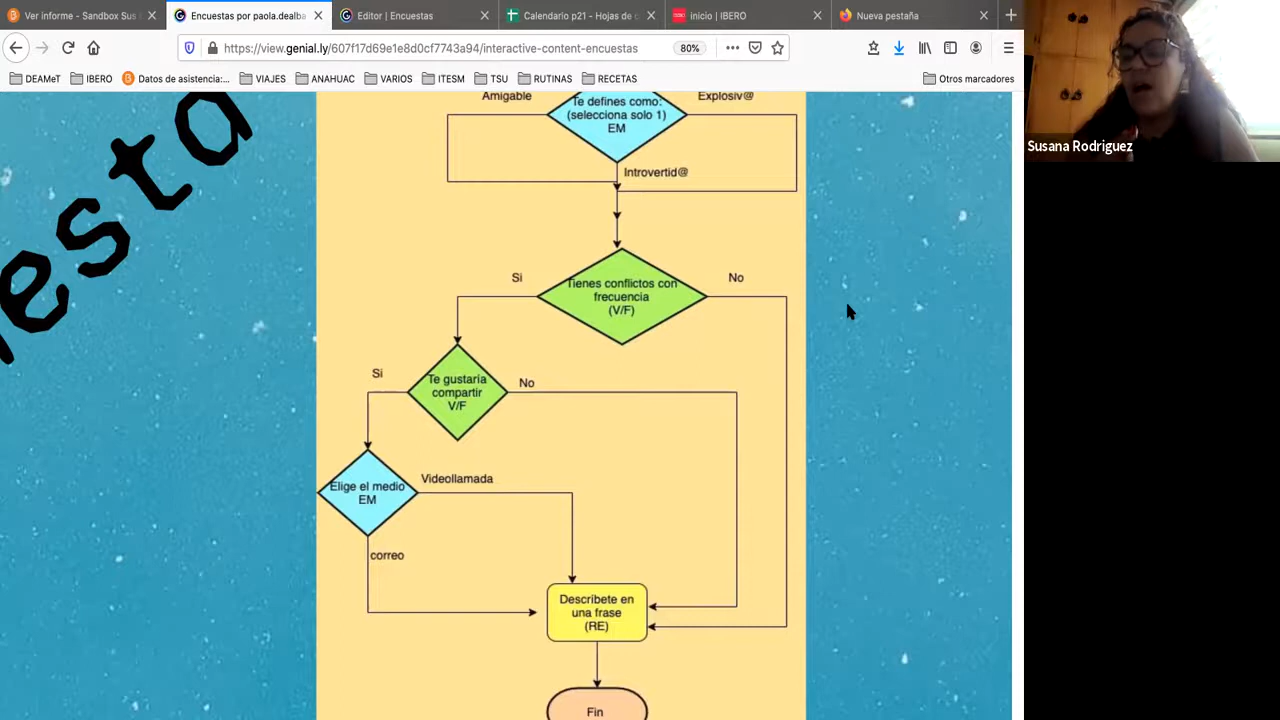 Ver informe - Sandbox Sus
Encuestas por paola.dealba
Editor | Encuestas
Calendario p21 - Hojas de c
inicio | IBERO
Nueva pestaña
https://view.genial.ly/607f17d69e1e8d0cf7743a94/interactive-content-encuestas
80%
DEAMeT
IBERO
Datos de asistencia:...
VIAJES
ANAHUAC
VARIOS
ITESM
TSU
RUTINAS
RECETAS
Otros marcadores
Susana Rodriguez
esta
Amigable
Te defines como:
(selecciona solo 1)
EM
Explosiv@
Introvertid@
Si
Tienes conflictos con
frecuencia
(V/F)
No
Si
Te gustaria
compartir
V/F
No
Elige el medio
EM
Videollamada
correo
Describete en
una frase
(RE)
Fin